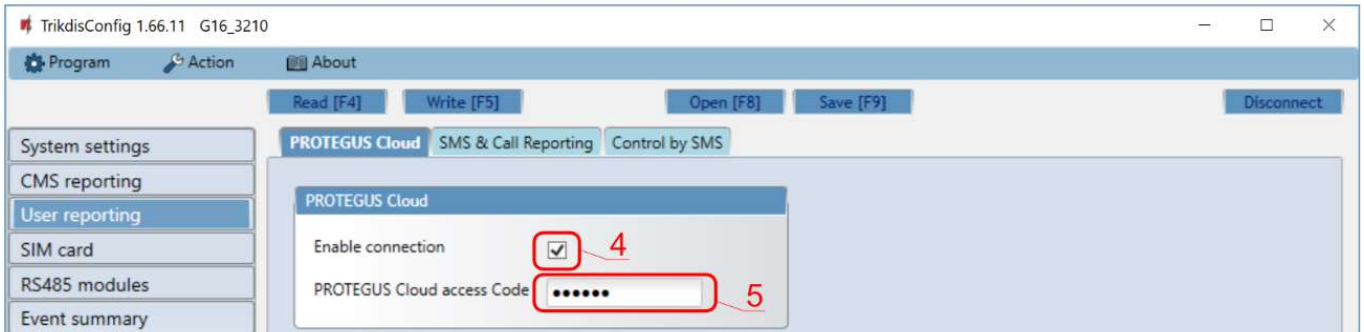 TrikdisConfig 1.66.11 G16_3210
Program Action About
Read [F4] Write [F5] Open [F8] Save [F9] Disconnect
System settings
CMS reporting
User reporting
SIM card
RS485 modules
Event summary
PROTEGUS Cloud SMS & Call Reporting Control by SMS
PROTEGUS Cloud
Enable connection 4
PROTEGUS Cloud access Code •••••• 5